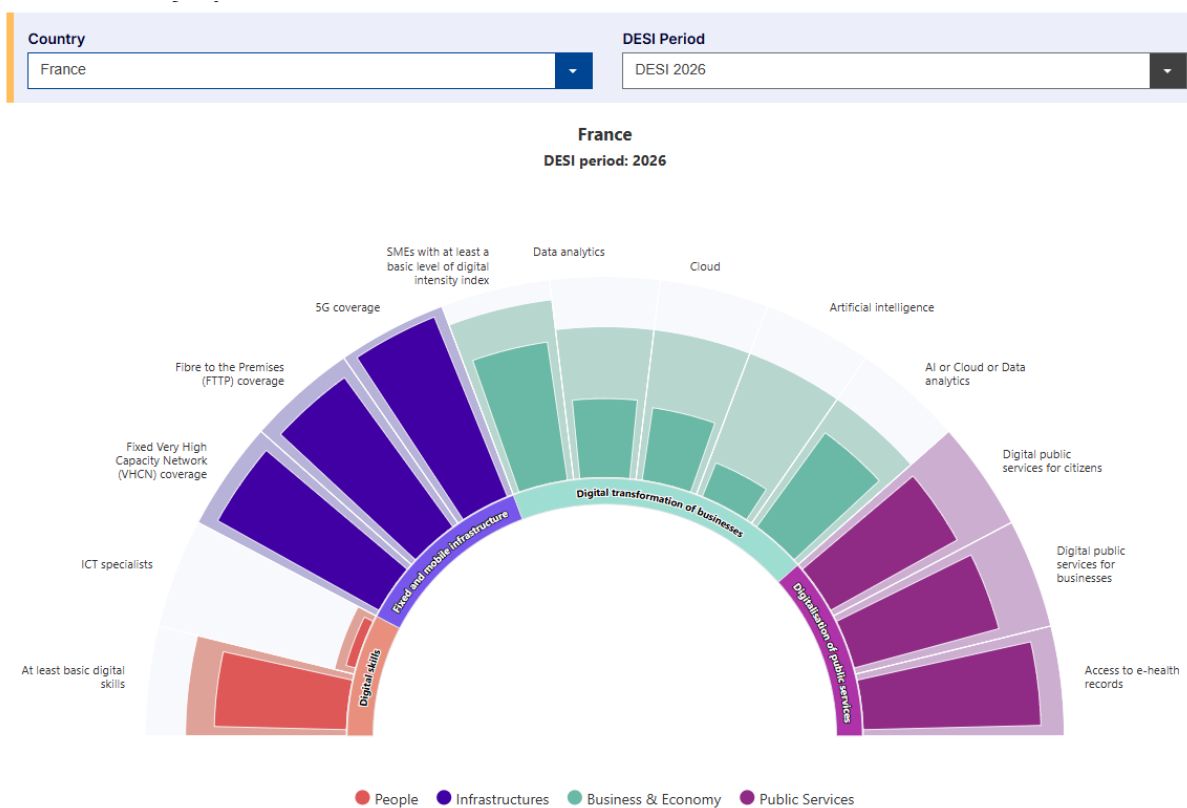 Country
DESI Period
France
DESI 2026
France
DESI period: 2026
SMEs with at least a
basic level of digital
intensity index
Data analytics
Cloud
5G coverage
Artificial intelligence
Fibre to the Premises
(FTTP) coverage
AI or Cloud or Data
analytics
Fixed Very High
Capacity Network
(VHCN) coverage
Digital public
services for citizens
ICT specialists
Digital public
services for
businesses
At least basic digital
skills
Access to e-health
records
Digital skills
Fixed and mobile infrastructure
Digital transformation of businesses
Digitalisation of public services
People
Infrastructures
Business & Economy
Public Services